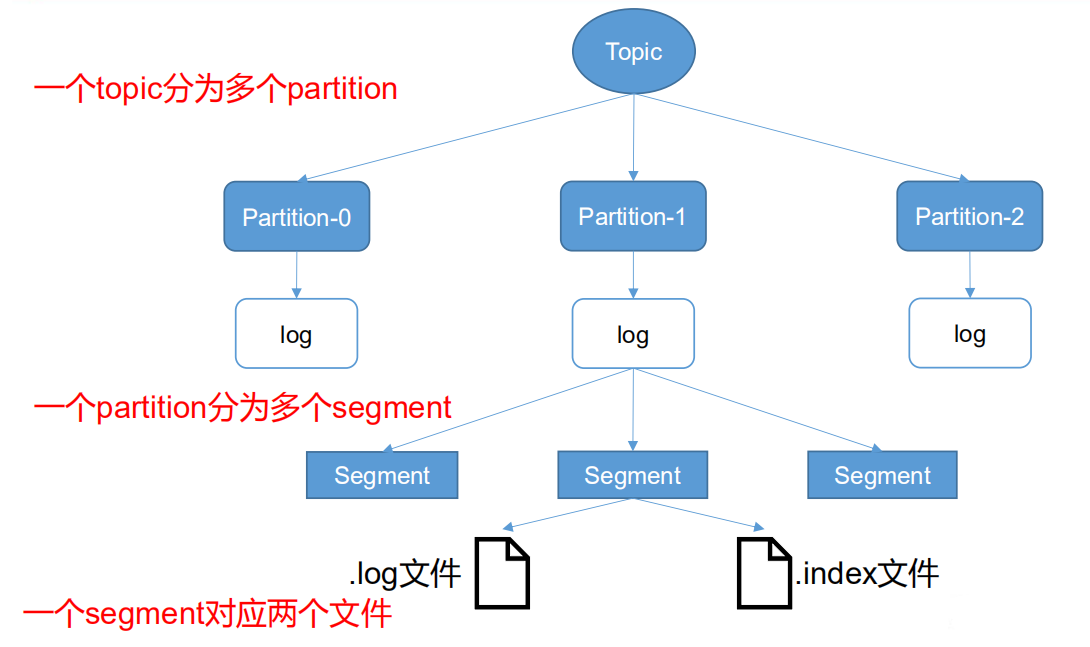 Topic
一个topic分为多个partition
Partition-0
Partition-1
Partition-2
log
log
log
一个partition分为多个segment
Segment
Segment
Segment
.log文件
.index文件
一个segment对应两个文件